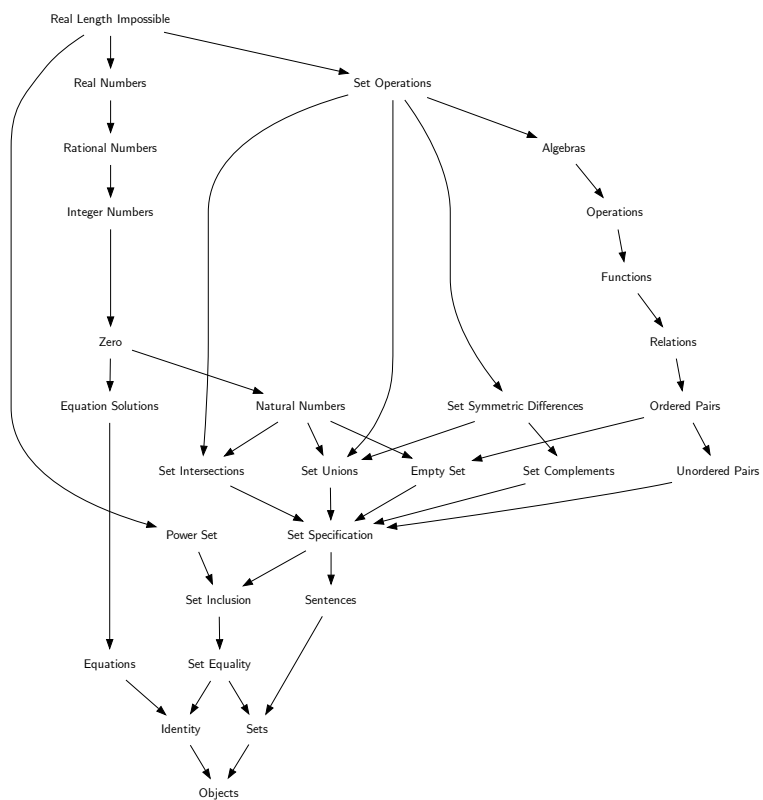 Real Length Impossible
Real Numbers
Set Operations
Rational Numbers
Algebras
Integer Numbers
Operations
Functions
Zero
Relations
Equation Solutions
Natural Numbers
Set Symmetric Differences
Ordered Pairs
Set Intersections
Set Unions
Empty Set
Set Complements
Unordered Pairs
Power Set
Set Specification
Set Inclusion
Sentences
Equations
Set Equality
Identity
Sets
Objects